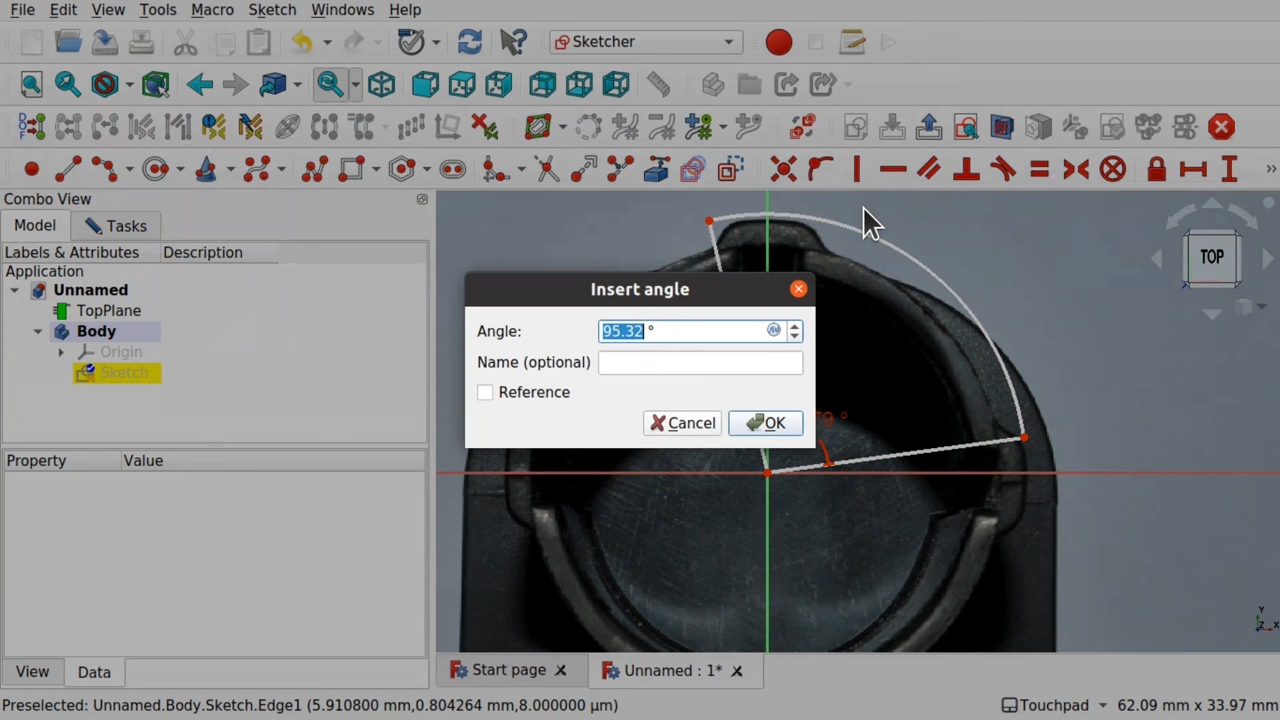 File Edit View Tools Macro Sketch Windows Help
Sketcher
Combo View
Model Tasks
TOP
Labels & Attributes Description
Application
Unnamed
TopPlane
Body
Origin
Sketch
Insert angle
Angle: 95.32 °
Name (optional)
Reference
Cancel OK
9 °
Property Value
Y
Z X
View Data
Start page Unnamed : 1*
Preselected: Unnamed.Body.Sketch.Edge1 (5.910800 mm,0.804264 mm,8.000000 µm) Touchpad 62.09 mm x 33.97 mm